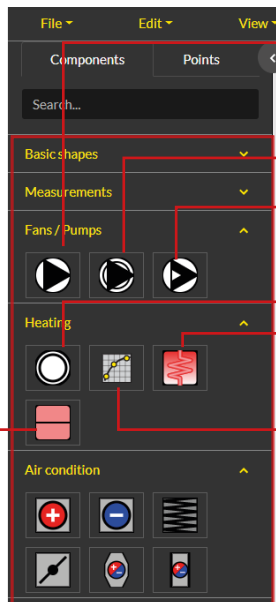 File Edit View
Components Points
Search...
Basic shapes
Measurements
Fans / Pumps
Heating
Air condition